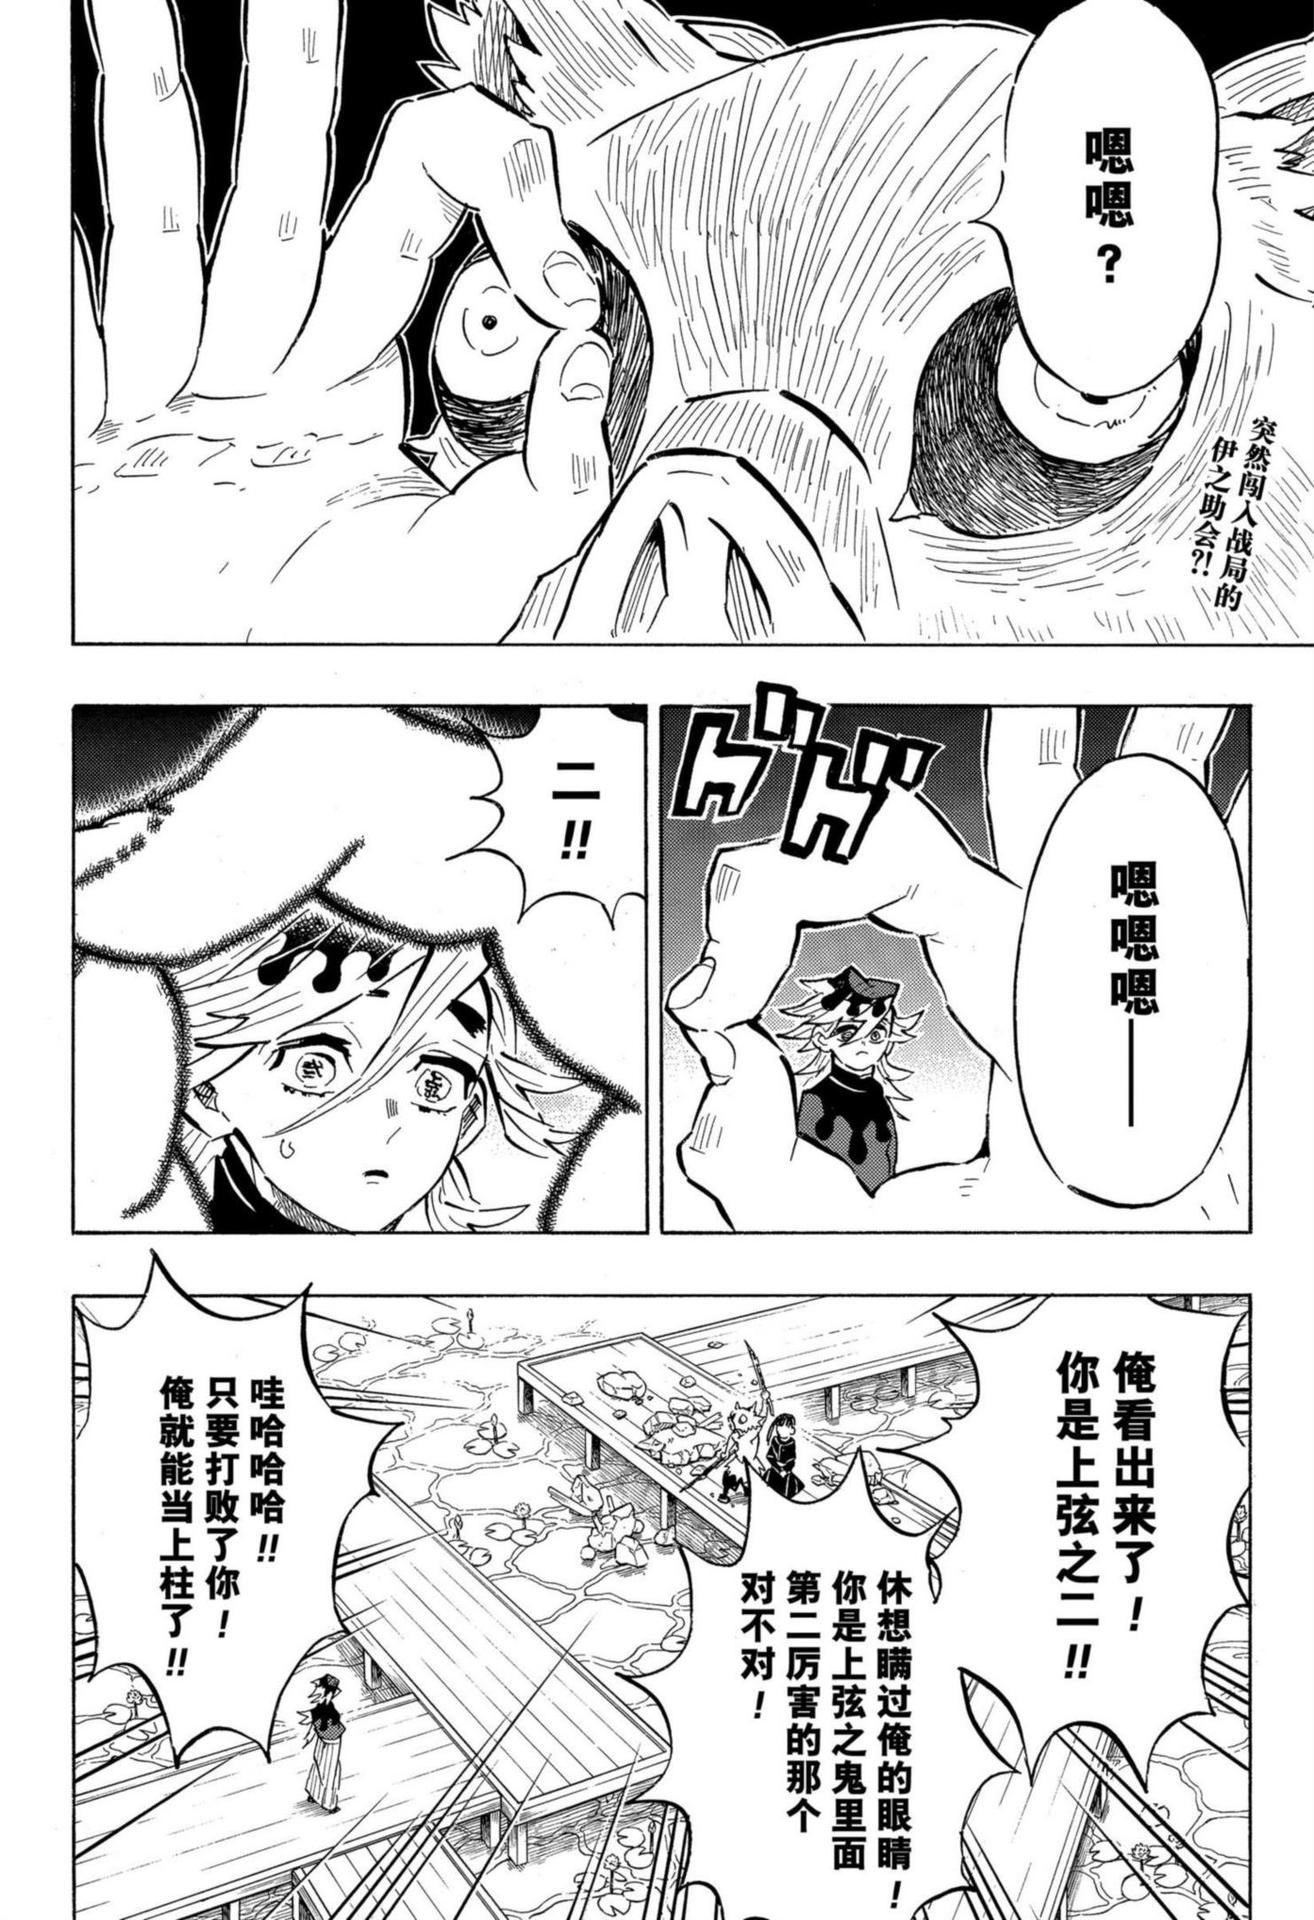 嗯
嗯
？
突然闯入战局的
伊之助会?!
嗯
嗯
嗯
——
ドドド
二
!!
俺看出来了！
你是上弦之二!!
休想瞒过俺的眼睛！
你是上弦之鬼里面
第二厉害的那个
对不对！
哇哈哈哈!!
只要打败了你！
俺就能当上柱了!!